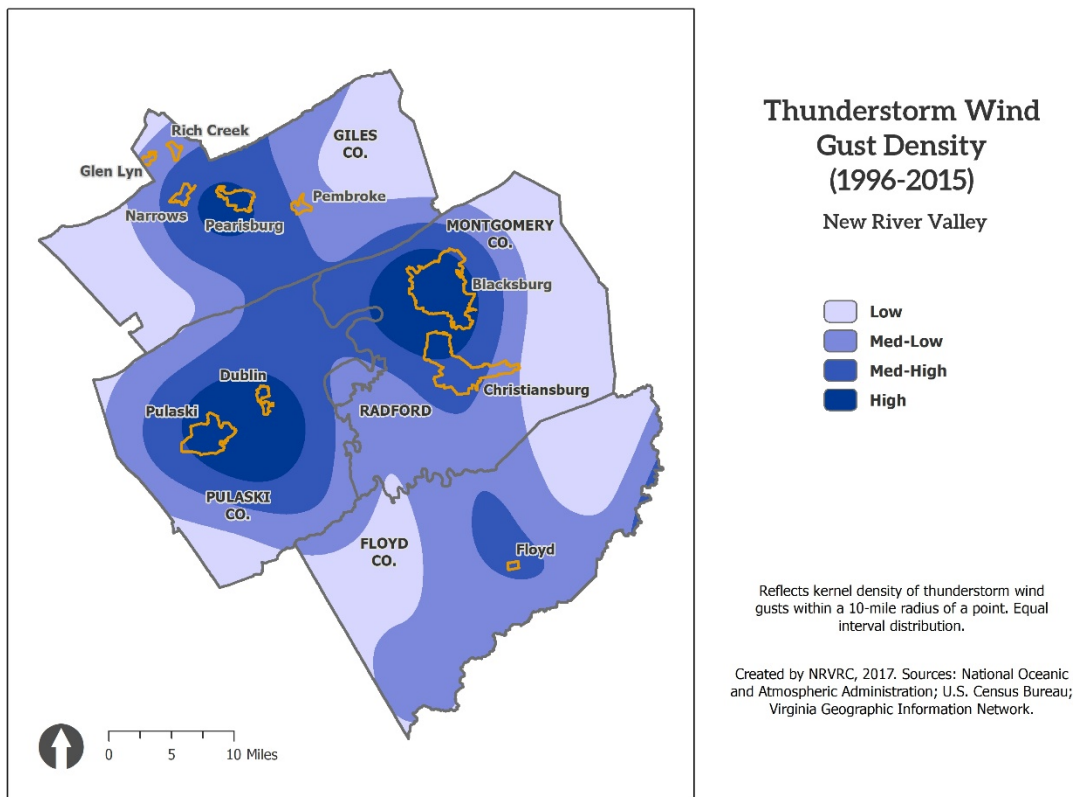 Thunderstorm Wind
Gust Density
(1996-2015)
New River Valley
Low
Med-Low
Med-High
High
Reflects kernel density of thunderstorm wind
gusts within a 10-mile radius of a point. Equal
interval distribution.
Created by NRVRC, 2017. Sources: National Oceanic
and Atmospheric Administration; U.S. Census Bureau;
Virginia Geographic Information Network.
Rich Creek
GILES
CO.
Glen Lyn
Pembroke
Narrows
Pearisburg
MONTGOMERY
CO.
Blacksburg
Dublin
Christiansburg
Pulaski
RADFORD
PULASKI
CO.
FLOYD
CO.
Floyd
0 5 10 Miles